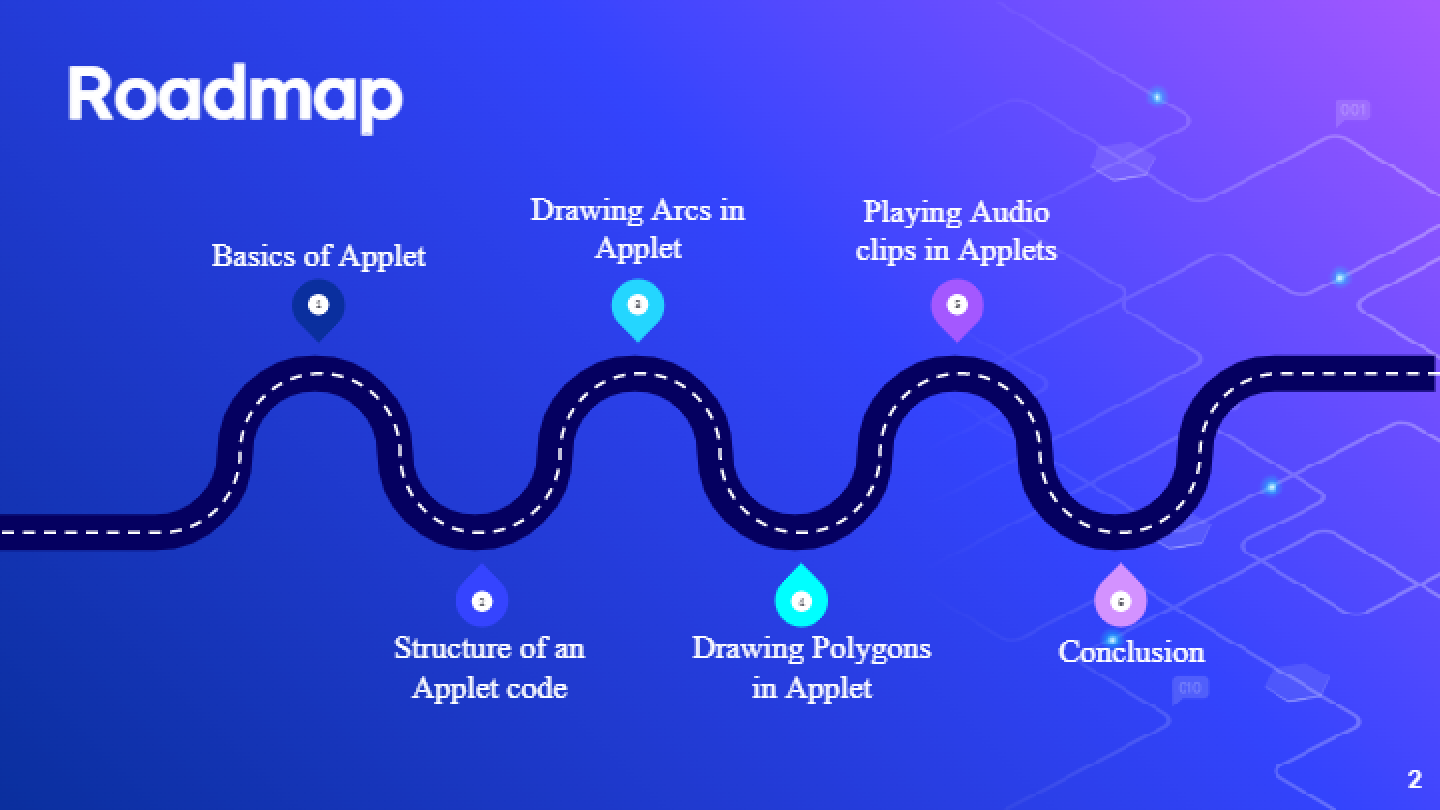 Roadmap
Basics of Applet
1
Structure of an
Applet code
2
Drawing Arcs in
Applet
3
Drawing Polygons
in Applet
4
Playing Audio
clips in Applets
5
Conclusion
6
001
010
2